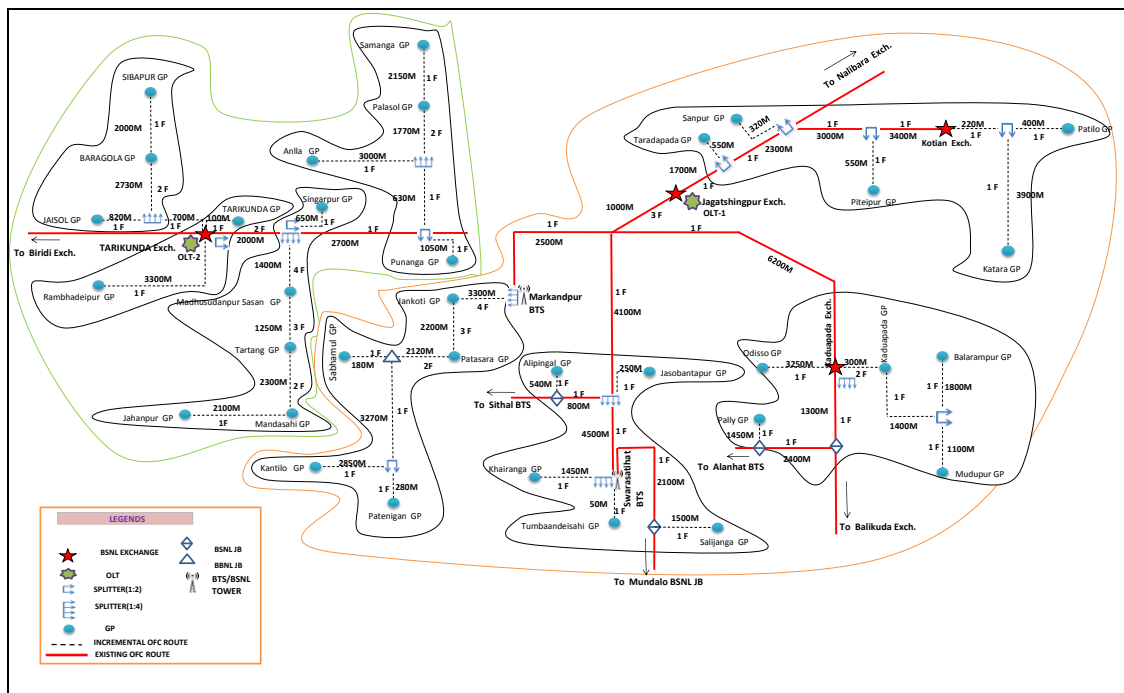 Samanga GP
2150M
1 F
Palasol GP
1770M
2 F
Anlla GP
3000M
1 F
630M
1 F
1 F
1050M
Punanga GP
SIBAPUR GP
2000M
1 F
BARAGOLA GP
2730M
2 F
JAISOL GP
820M
1 F
700M
1 F
100M
1 F
TARIKUNDA GP
2 F
2000M
Singarpur GP
650M
1 F
1 F
2700M
To Biridi Exch.
TARIKUNDA Exch.
OLT-2
3300M
1 F
Rambhadeipur GP
1400M
4 F
Madhusudanpur Sasan GP
1250M
3 F
Tartang GP
2300M
2 F
2100M
1F
Jahanpur GP
Mandasahi GP
To Nalibara Exch.
Sanpur GP
320M
1 F
Taradapada GP
550M
1 F
2300M
1 F
1700M
1 F
1 F
3000M
1 F
3400M
Kotian Exch.
220M
1 F
400M
1 F
Patilo GP
550M
1 F
Piteipur GP
1 F
3900M
Katara GP
Jagatshingpur Exch.
OLT-1
1000M
3 F
1 F
2500M
1 F
6200M
Jankoti GP
3300M
4 F
Markandpur
BTS
2200M
3 F
Patasara GP
2120M
2F
1 F
180M
Sabhamul GP
3270M
1 F
Kantilo GP
2850M
1 F
1 F
280M
Patenigan GP
1 F
4100M
Alipingal GP
540M
1 F
1 F
800M
To Sithal BTS
250M
1 F
Jasobantapur GP
4500M
1 F
Khairanga GP
1450M
1 F
Swarasatihat
BTS
50M
1 F
Tumbaandeisahi GP
1 F
2100M
1500M
1 F
Salijanga GP
To Mundalo BSNL JB
Kaduapada Exch.
Odisso GP
3250M
1 F
300M
2 F
Kaduapada GP
Balarampur GP
1800M
1 F
1 F
1400M
1 F
1100M
Mudupur GP
1300M
1 F
Pally GP
1450M
1 F
1 F
2400M
To Alanhat BTS
To Balikuda Exch.
LEGENDS
BSNL EXCHANGE
OLT
SPLITTER(1:2)
SPLITTER(1:4)
GP
INCREMENTAL OFC ROUTE
EXISTING OFC ROUTE
BSNL
JB
BBNL
JB
BTS/BSNL
TOWER